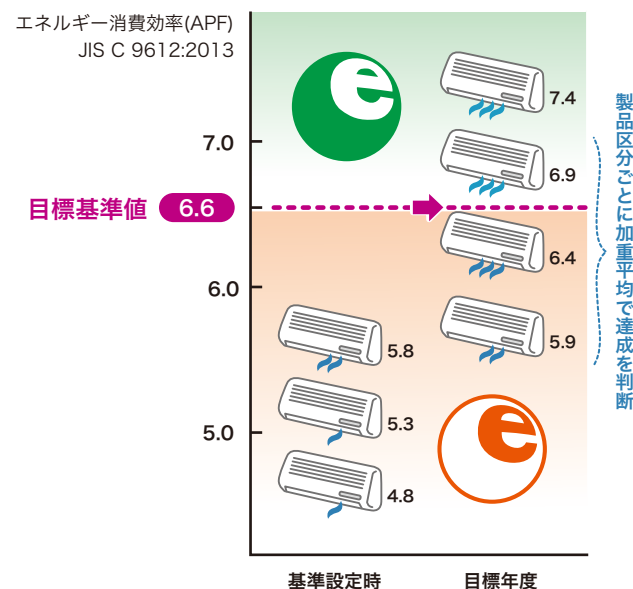 エネルギー消費効率(APF)
JIS C 9612:2013
7.0
目標基準値 6.6
6.0
5.0
e
7.4
6.9
6.4
5.9
5.8
5.3
4.8
e
基準設定時
目標年度
製品区分ごとに加重平均で達成を判断